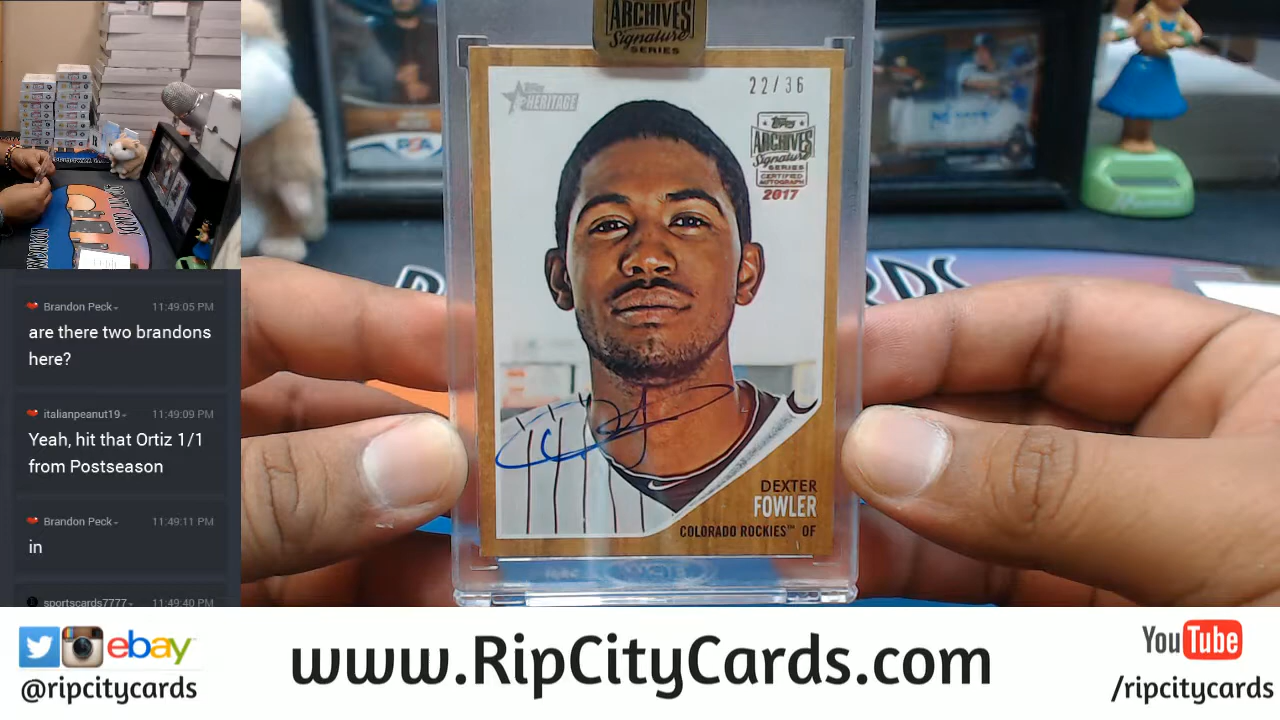 ARCHIVES
Signature
SERIES
Topps
HERITAGE
22/36
Topps
ARCHIVES
Signature
SERIES
CERTIFIED
AUTOGRAPH
2017
PSA
DEXTER
FOWLER
COLORADO ROCKIES™ OF
Brandon Peck 11:49:05 PM
are there two brandons
here?
italianpeanut19 11:49:09 PM
Yeah, hit that Ortiz 1/1
from Postseason
Brandon Peck 11:49:11 PM
in
sportscards7777 11:49:40 PM
ebay
@ripcitycards
www.RipCityCards.com
YouTube
/ripcitycards